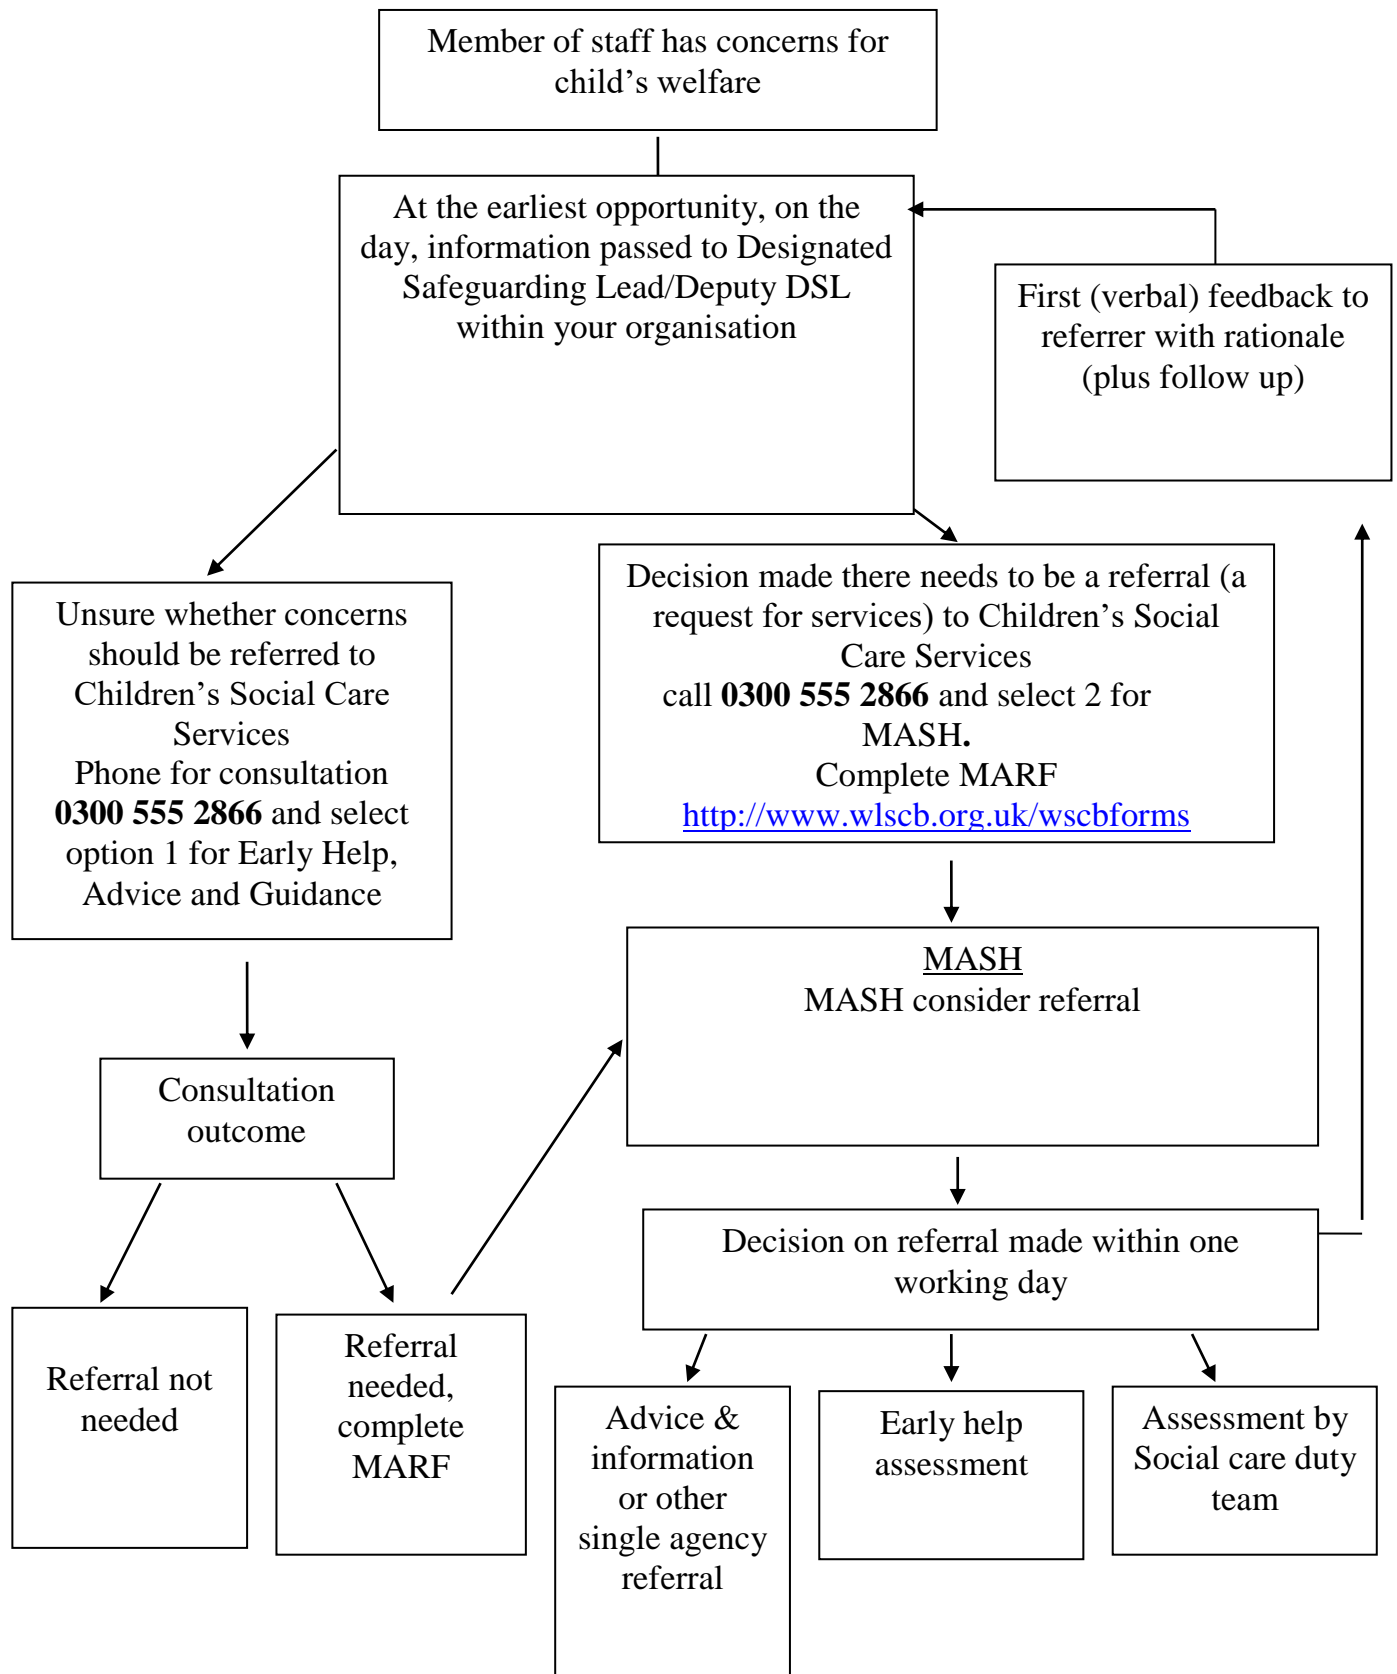 Member of staff has concerns for
child’s welfare
At the earliest opportunity, on the
day, information passed to Designated
Safeguarding Lead/Deputy DSL
within your organisation
First (verbal) feedback to
referrer with rationale
(plus follow up)
Unsure whether concerns
should be referred to
Children’s Social Care
Services
Phone for consultation
0300 555 2866 and select
option 1 for Early Help,
Advice and Guidance
Decision made there needs to be a referral (a
request for services) to Children’s Social
Care Services
call 0300 555 2866 and select 2 for
MASH.
Complete MARF
http://www.wlscb.org.uk/wscbforms
MASH
MASH consider referral
Consultation
outcome
Decision on referral made within one
working day
Referral not
needed
Referral
needed,
complete
MARF
Advice &
information
or other
single agency
referral
Early help
assessment
Assessment by
Social care duty
team